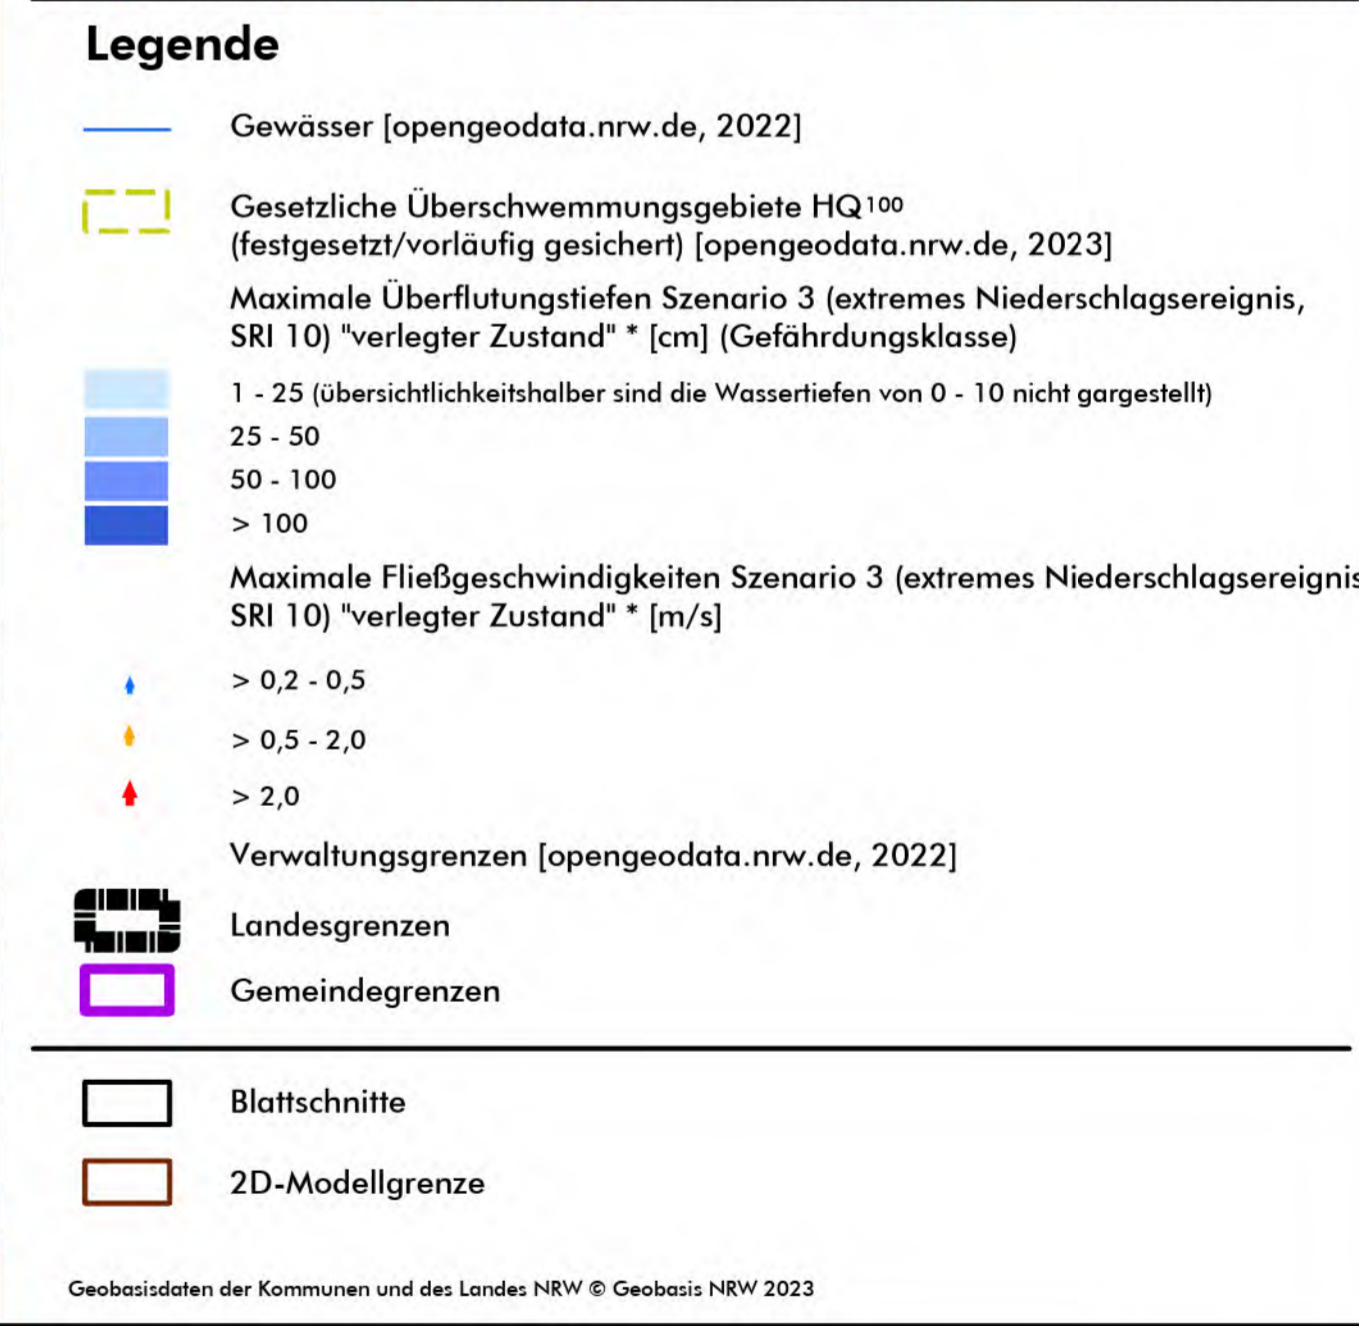 Legende
Gewässer [opengeodata.nrw.de, 2022]
Gesetzliche Überschwemmungsgebiete HQ100
(festgesetzt/vorläufig gesichert) [opengeodata.nrw.de, 2023]
Maximale Überflutungstiefen Szenario 3 (extremes Niederschlagsereignis,
SRI 10) "verlegter Zustand" * [cm] (Gefährdungsklasse)
1 - 25 (übersichtlichkeitshalber sind die Wassertiefen von 0 - 10 nicht gargestellt)
25 - 50
50 - 100
> 100
Maximale Fließgeschwindigkeiten Szenario 3 (extremes Niederschlagsereignis
SRI 10) "verlegter Zustand" * [m/s]
> 0,2 - 0,5
> 0,5 - 2,0
> 2,0
Verwaltungsgrenzen [opengeodata.nrw.de, 2022]
Landesgrenzen
Gemeindegrenzen
Blattschnitte
2D-Modellgrenze
Geobasisdaten der Kommunen und des Landes NRW © Geobasis NRW 2023